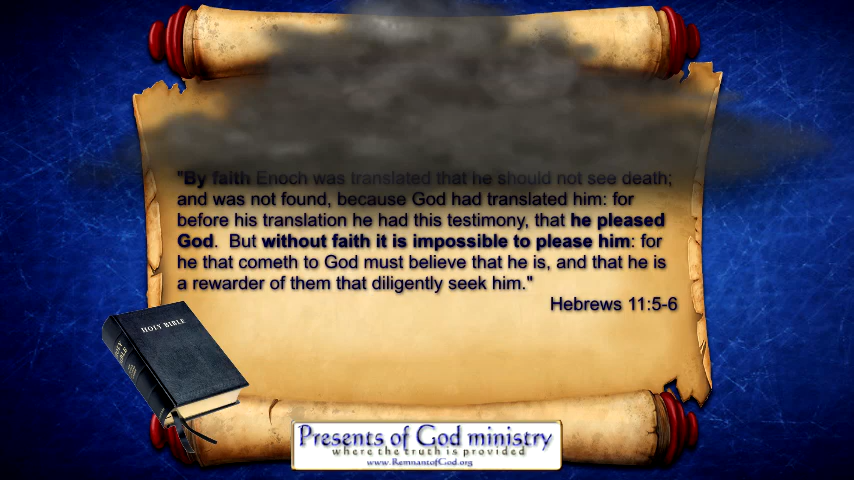 "By faith Enoch was translated that he should not see death;
and was not found, because God had translated him: for
before his translation he had this testimony, that he pleased
God.  But without faith it is impossible to please him: for
he that cometh to God must believe that he is, and that he is
a rewarder of them that diligently seek him."
Hebrews 11:5-6
HOLY BIBLE
Presents of God ministry
where the truth is provided
www.RemnantofGod.org